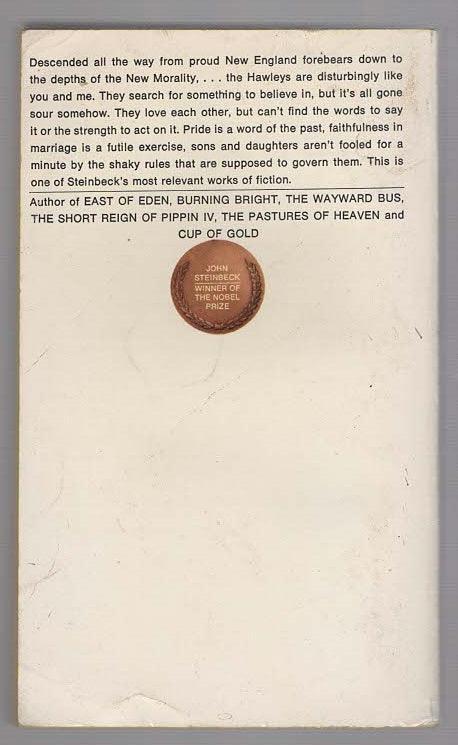 Descended all the way from proud New England forebears down to
the depths of the New Morality, . . . the Hawleys are disturbingly like
you and me. They search for something to believe in, but it's all gone
sour somehow. They love each other, but can't find the words to say
it or the strength to act on it. Pride is a word of the past, faithfulness in
marriage is a futile exercise, sons and daughters aren't fooled for a
minute by the shaky rules that are supposed to govern them. This is
one of Steinbeck's most relevant works of fiction.
Author of EAST OF EDEN, BURNING BRIGHT, THE WAYWARD BUS,
THE SHORT REIGN OF PIPPIN IV, THE PASTURES OF HEAVEN and
CUP OF GOLD
JOHN
STEINBECK
WINNER OF
THE NOBEL
PRIZE